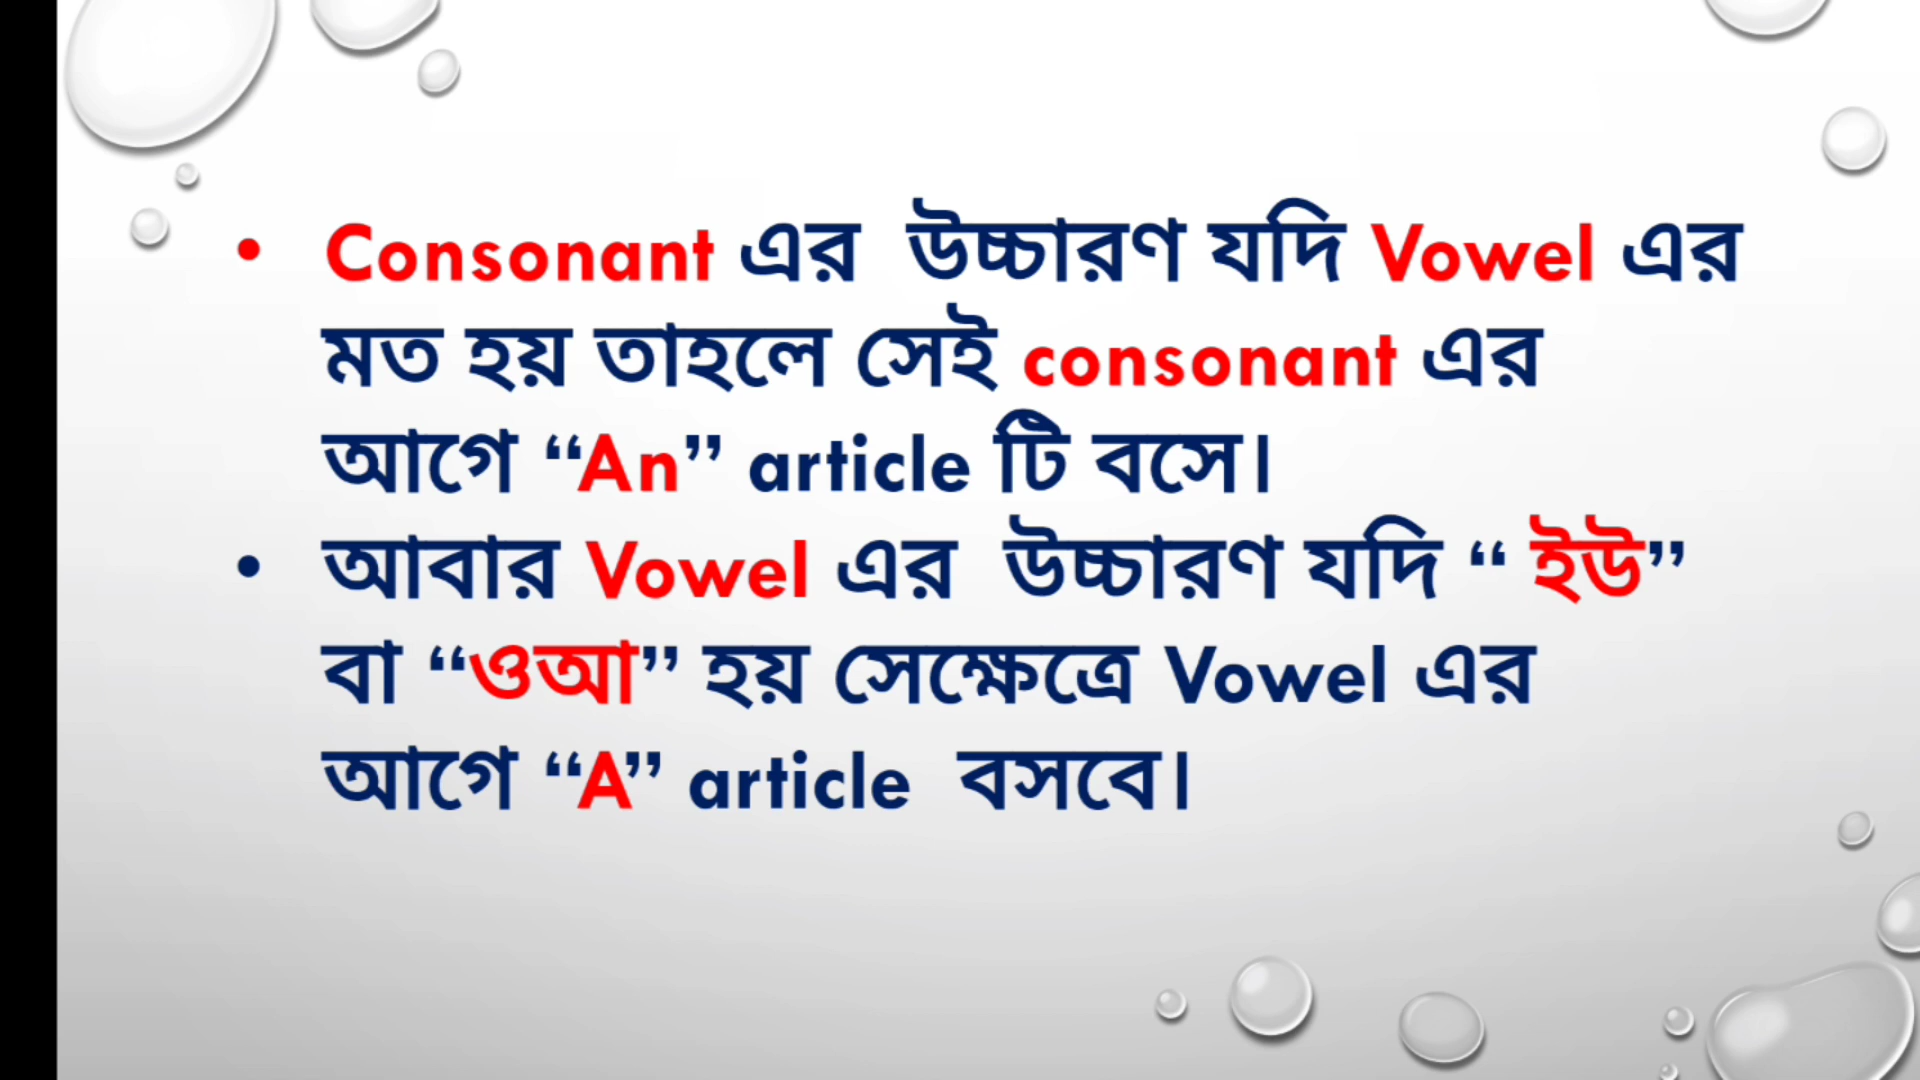 • Consonant এর উচ্চারণ যদি Vowel এর
মত হয় তাহলে সেই consonant এর
আগে “An” article টি বসে।
• আবার Vowel এর উচ্চারণ যদি “ ইউ”
বা “ওআ” হয় সেক্ষেত্রে Vowel এর
আগে “A” article বসবে।